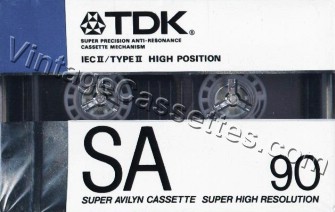 TDK®
SUPER PRECISION ANTI-RESONANCE
CASSETTE MECHANISM
IEC II/TYPE II HIGH POSITION
VintageCassettes.com
SA 90
SUPER AVILYN CASSETTE SUPER HIGH RESOLUTION